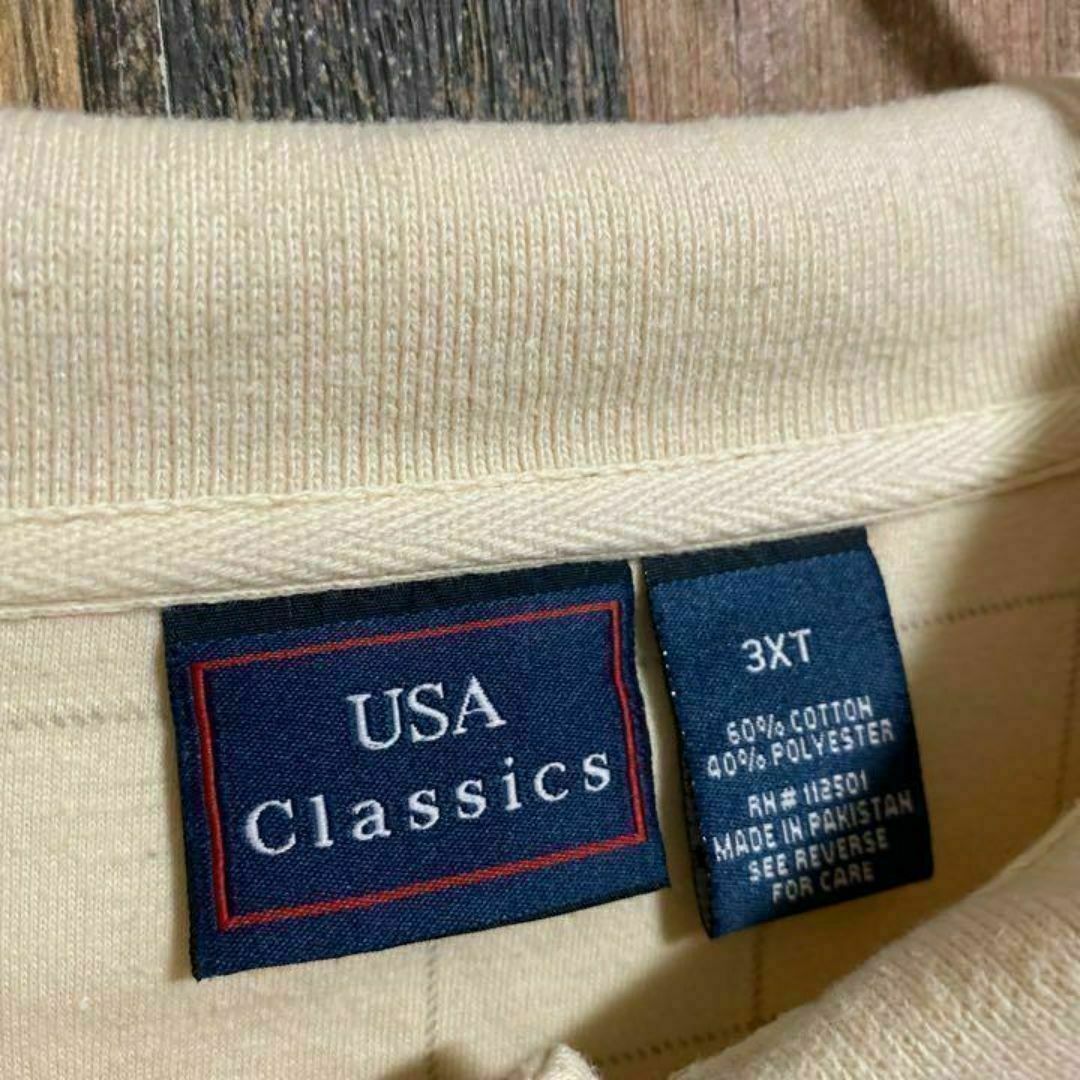 USA
Classics
3XT
60% COTTON
40% POLYESTER
RN# 112501
MADE IN PAKISTAN
SEE REVERSE
FOR CARE